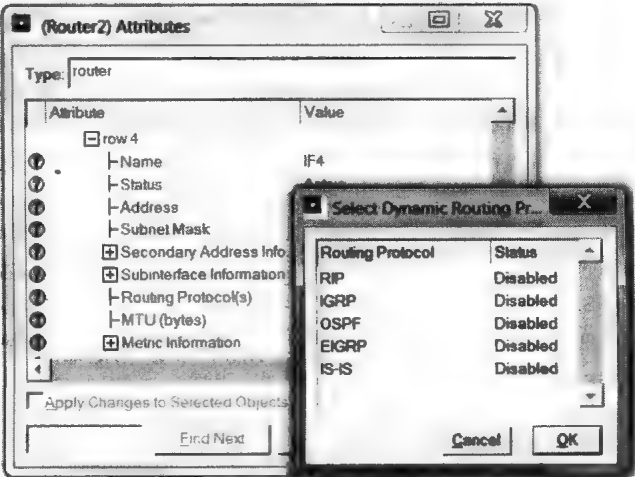 (Router2) Attributes
Type: router
Attribute Value
row 4
Name IF4
Status
Address
Subnet Mask
Secondary Address Info
Subinterface Information
Routing Protocol(s)
MTU (bytes)
Metric Information
Apply Changes to Selected Objects
Find Next
Select Dynamic Routing Pr...
Routing Protocol Status
RIP Disabled
IGRP Disabled
OSPF Disabled
EIGRP Disabled
IS-IS Disabled
Cancel OK